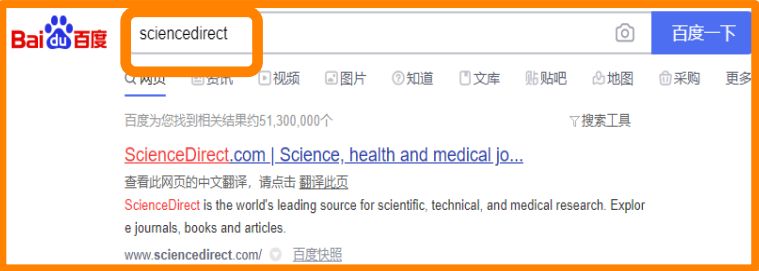 Bai du 百度 sciencedirect 百度一下
网页 资讯 视频 图片 知道 文库 贴吧 地图 采购 更多
百度为您找到相关结果约51,300,000个 搜索工具
ScienceDirect.com | Science, health and medical jo...
查看此网页的中文翻译，请点击 翻译此页
ScienceDirect is the world's leading source for scientific, technical, and medical research. Explor
e journals, books and articles.
www.sciencedirect.com/ 百度快照